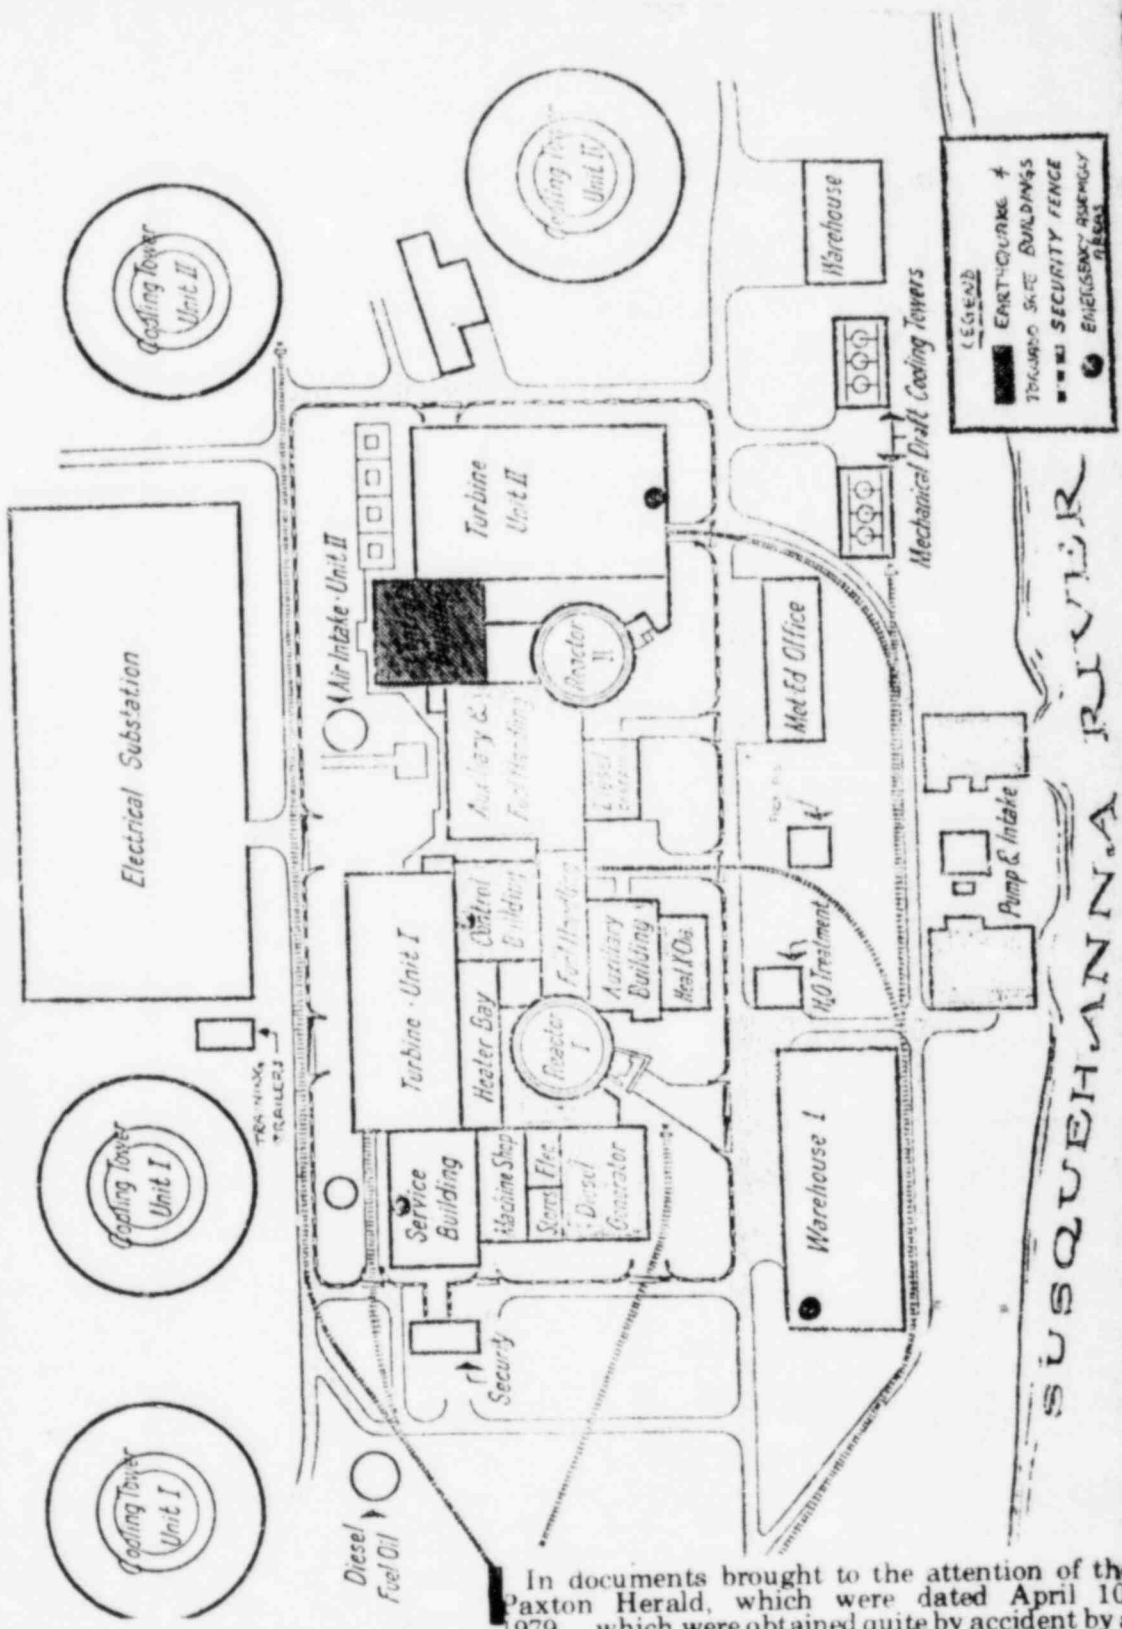 Cooling Tower
Unit II
Cooling Tower
Unit IV
Electrical Substation
Air Intake · Unit II
Turbine
Unit II
Reactor
II
Auxiliary &
Fuel Handling
Diesel
Warehouse
Mechanical Draft Cooling Towers
LEGEND
EARTHQUAKE &
TORNADO SAFE BUILDINGS
SECURITY FENCE
EMERGENCY ASSEMBLY
AREAS
Met Ed Office
Pump & Intake
H₂O Treatment
TRAINING
TRAILERS
Cooling Tower
Unit I
Turbine · Unit I
Control
Building
Heater Bay
Fuel Handling
Auxiliary
Building
Reactor
I
Service
Building
Machine Shop
Stores
Elec.
Diesel
Generator
Warehouse 1
Security
Cooling Tower
Unit I
Diesel
Fuel Oil
SUSQUEHANNA RIVER
In documents brought to the attention of the
Paxton Herald, which were dated April 10
1979 which were obtained quite by accident by a